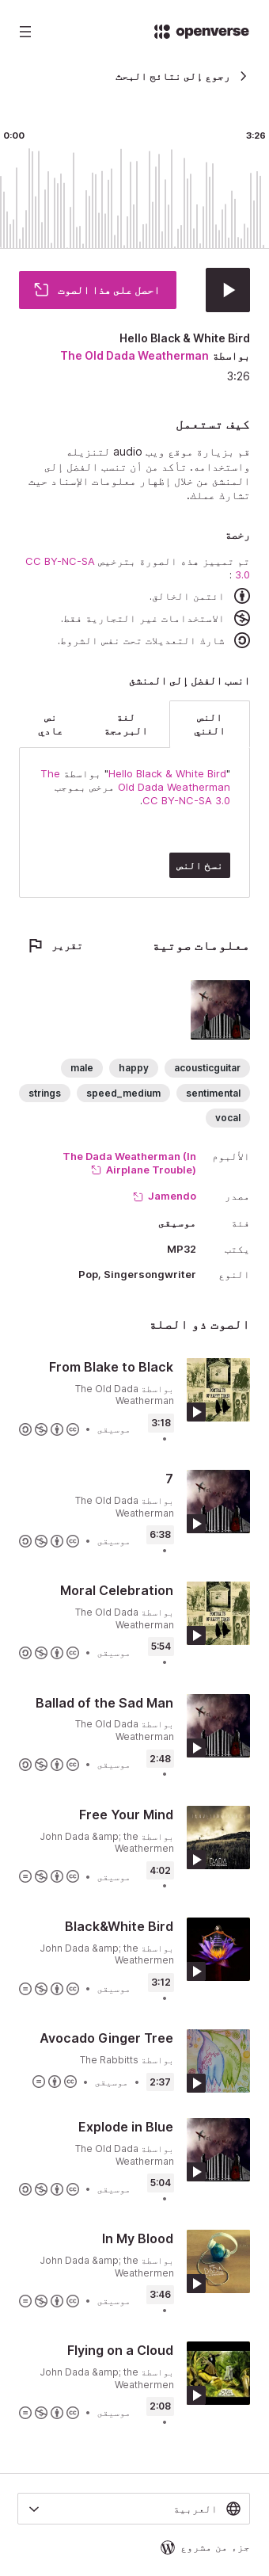 openverse
رجوع إلى نتائج البحث
0:00
3:26
احصل على هذا الصوت
Hello Black & White Bird
بواسطة The Old Dada Weatherman
3:26
كيف تستعمل
قم بزيارة موقع ويب audio لتنزيله
واستخدامه. تأكد من أن تنسب الفضل إلى
المنشئ من خلال إظهار معلومات الإسناد حيث
تشارك عملك.
رخصة
تم تمييز هذه الصورة بترخيص CC BY-NC-SA
3.0 :
ائتمن الخالق.
الاستخدامات غير التجارية فقط.
شارك التعديلات تحت نفس الشروط.
انسب الفضل إلى المنشئ
النص الغني
لغة البرمجة
نص عادي
"Hello Black & White Bird" بواسطة The
Old Dada Weatherman مرخص بموجب
CC BY-NC-SA 3.0.
نسخ النص
معلومات صوتية
تقرير
acousticguitar
happy
male
sentimental
speed_medium
strings
vocal
الألبوم
The Dada Weatherman (In
Airplane Trouble)
مصدر
Jamendo
فئة
موسيقى
يكتب
MP32
النوع
Pop, Singersongwriter
الصوت ذو الصلة
From Blake to Black
بواسطة The Old Dada
Weatherman
3:18 • موسيقى •
7
بواسطة The Old Dada
Weatherman
6:38 • موسيقى •
Moral Celebration
بواسطة The Old Dada
Weatherman
5:54 • موسيقى •
Ballad of the Sad Man
بواسطة The Old Dada
Weatherman
2:48 • موسيقى •
Free Your Mind
بواسطة John Dada &amp; the
Weathermen
4:02 • موسيقى •
Black&White Bird
بواسطة John Dada &amp; the
Weathermen
3:12 • موسيقى •
Avocado Ginger Tree
بواسطة The Rabbitts
2:37 • موسيقى •
Explode in Blue
بواسطة The Old Dada
Weatherman
5:04 • موسيقى •
In My Blood
بواسطة John Dada &amp; the
Weathermen
3:46 • موسيقى •
Flying on a Cloud
بواسطة John Dada &amp; the
Weathermen
2:08 • موسيقى •
العربية
جزء من مشروع